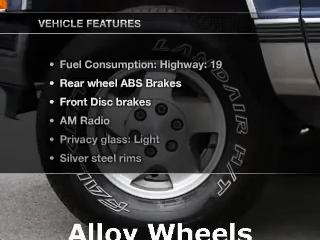 VEHICLE FEATURES
LANDAIR H/T
• Fuel Consumption: Highway: 19
• Rear wheel ABS Brakes
• Front Disc brakes
• AM Radio
• Privacy glass: Light
• Silver steel rims
Alloy Wheels